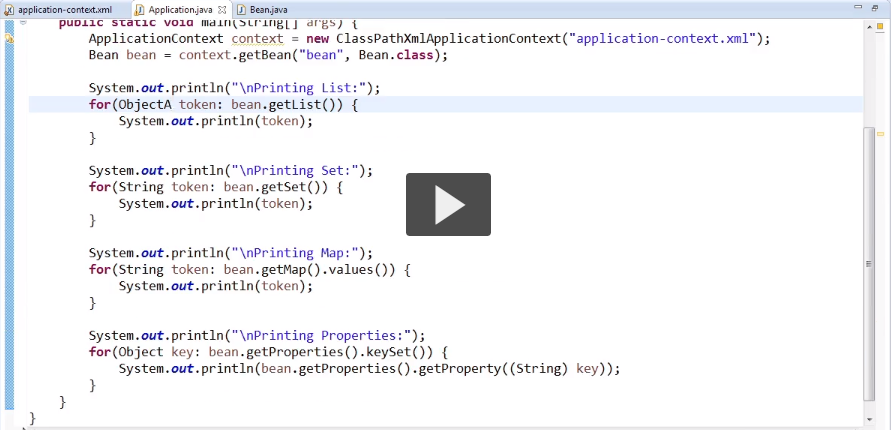 application-context.xml Application.java Bean.java
public static void main(String[] args) {
ApplicationContext context = new ClassPathXmlApplicationContext("application-context.xml");
Bean bean = context.getBean("bean", Bean.class);
System.out.println("\nPrinting List:");
for(ObjectA token: bean.getList()) {
System.out.println(token);
}
System.out.println("\nPrinting Set:");
for(String token: bean.getSet()) {
System.out.println(token);
}
System.out.println("\nPrinting Map:");
for(String token: bean.getMap().values()) {
System.out.println(token);
}
System.out.println("\nPrinting Properties:");
for(Object key: bean.getProperties().keySet()) {
System.out.println(bean.getProperties().getProperty((String) key));
}
}
}